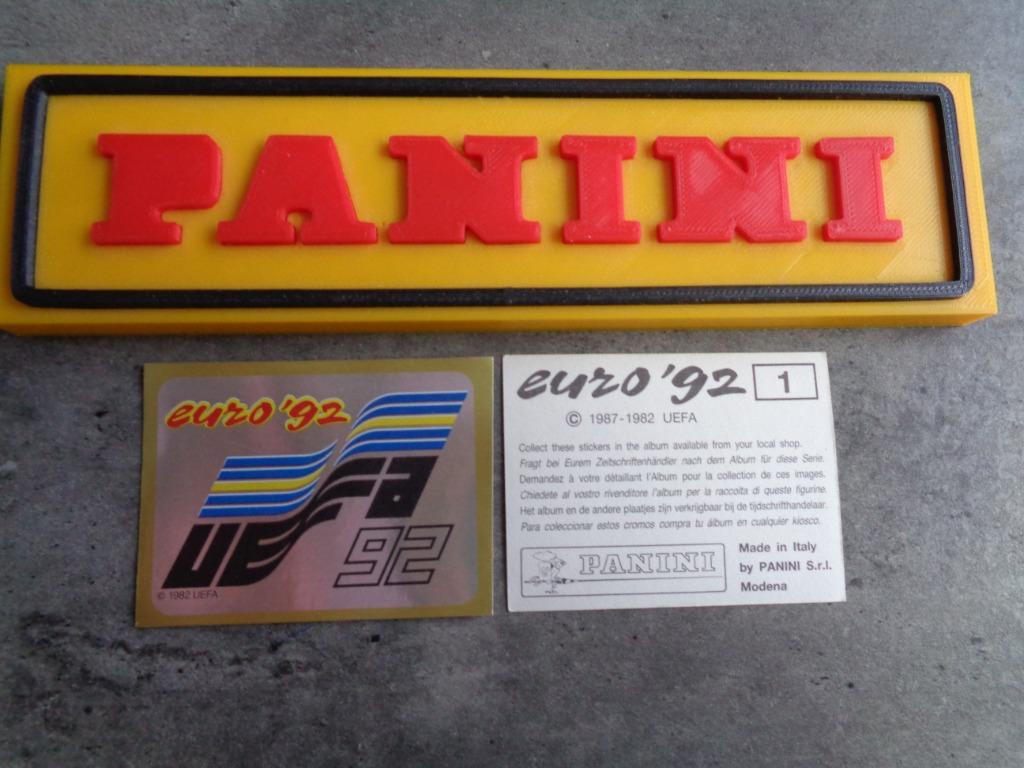 PANINI
euro '92
UEFA
92
© 1982 UEFA
euro '92 1
© 1987-1982 UEFA
Collect these stickers in the album available from your local shop.
Fragt bei Eurem Zeitschriftenhändler nach dem Album für diese Serie.
Demandez à votre détaillant l'Album pour la collection de ces images.
Chiedete al vostro rivenditore l'album per la raccolta di queste figurine.
Het album en de andere plaatjes zijn verkrijgbaar bij de tijdschrifthandelaar.
Para coleccionar estos cromos compra tu álbum en cualquier kiosco.
PANINI
Made in Italy
by PANINI S.r.l.
Modena